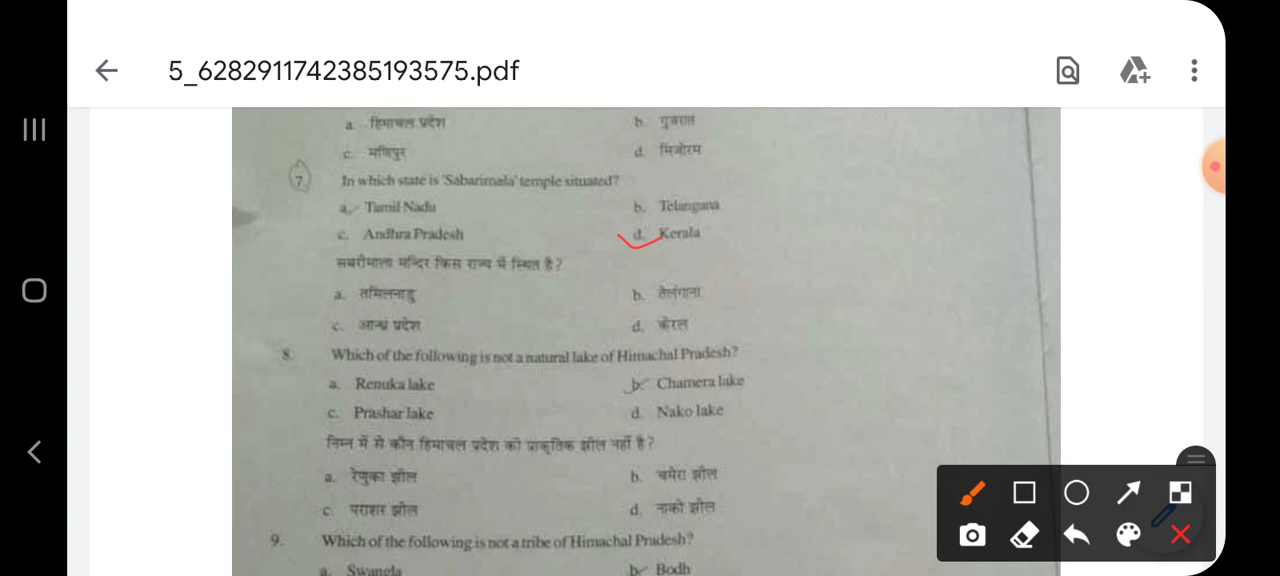 5_6282911742385193575.pdf
a. हिमाचल प्रदेश b. गुजरात
c. मणिपुर d. मिजोरम
7. In which state is 'Sabarimala' temple situated?
a. Tamil Nadu b. Telangana
c. Andhra Pradesh d. Kerala
सबरीमाला मन्दिर किस राज्य में स्थित है?
a. तमिलनाडु b. तेलंगाना
c. आन्ध्र प्रदेश d. केरल
8. Which of the following is not a natural lake of Himachal Pradesh?
a. Renuka lake b. Chamera lake
c. Prashar lake d. Nako lake
निम्न में से कौन हिमाचल प्रदेश की प्राकृतिक झील नहीं है?
a. रेणुका झील b. चमेरा झील
c. पराशर झील d. नाको झील
9. Which of the following is not a tribe of Himachal Pradesh?
a. Swangla b. Bodh